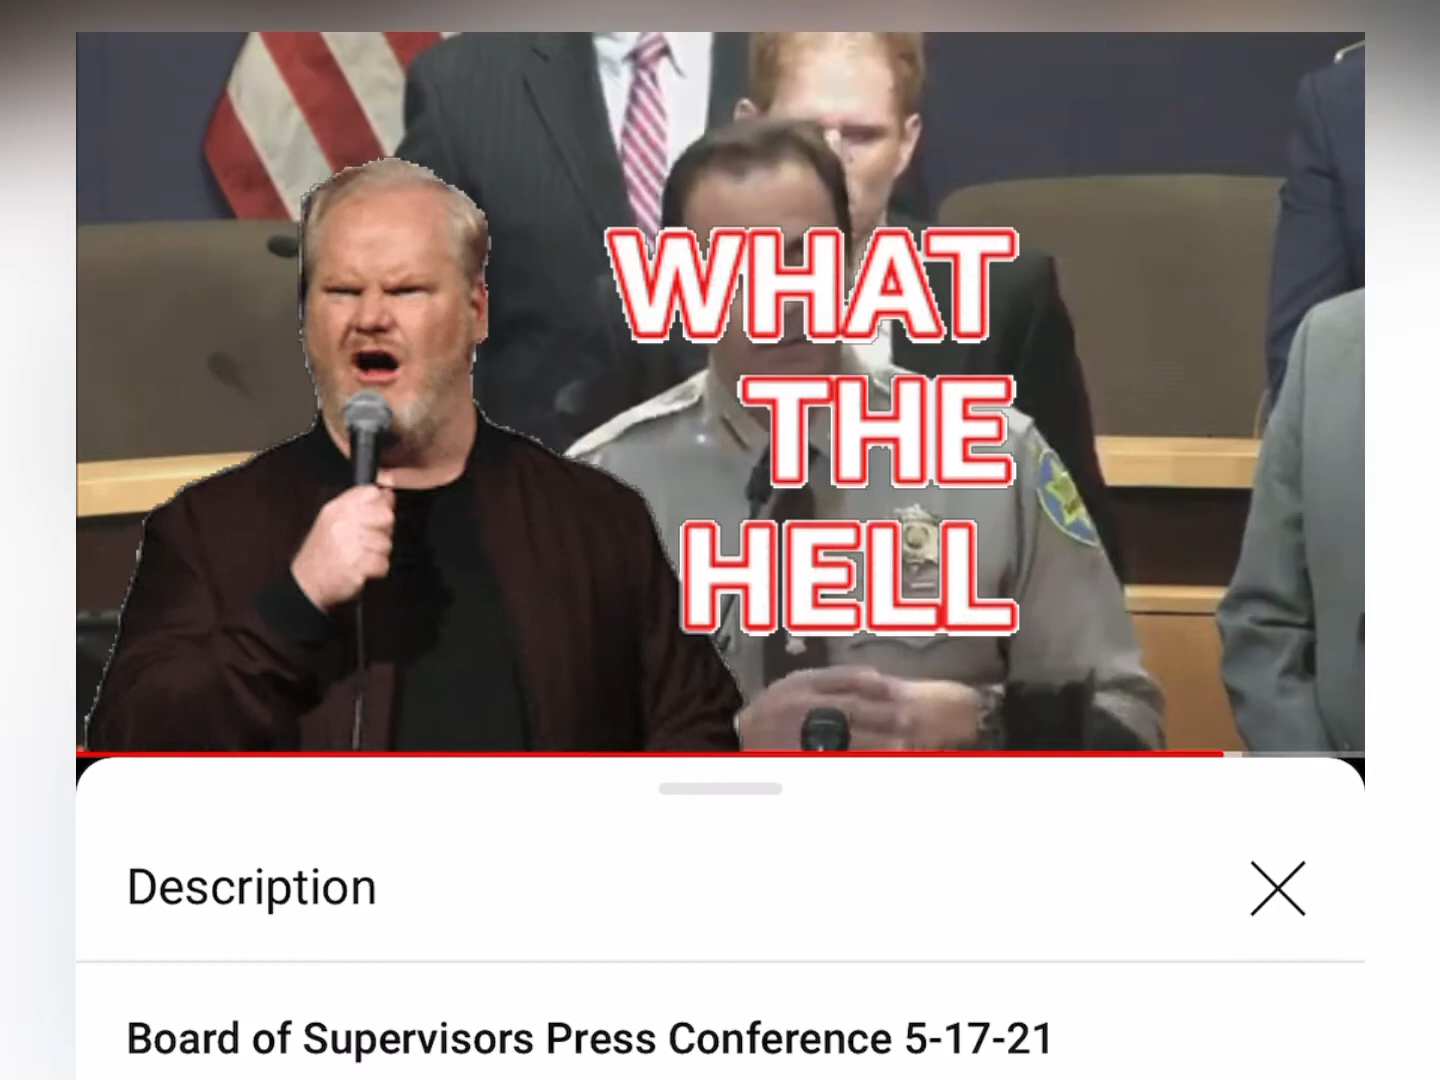 WHAT
THE
HELL
Description
Board of Supervisors Press Conference 5-17-21